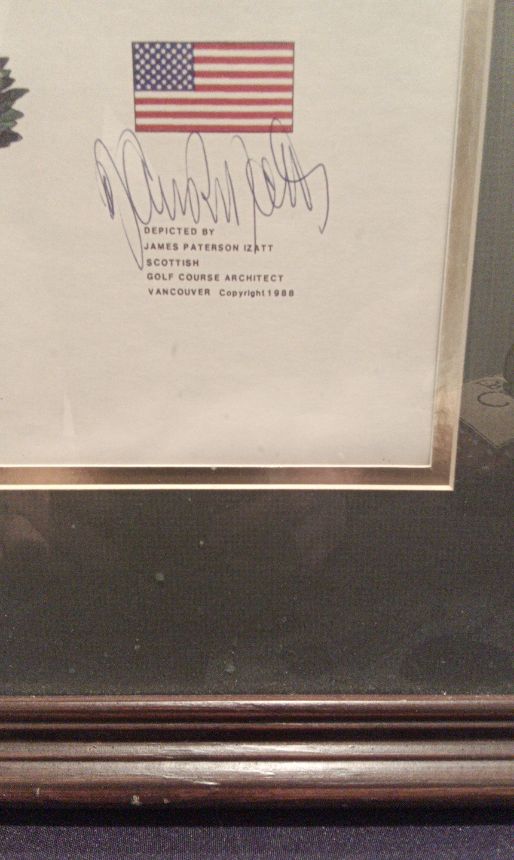 DEPICTED BY
JAMES PATERSON IZATT
SCOTTISH
GOLF COURSE ARCHITECT
VANCOUVER Copyright 1988